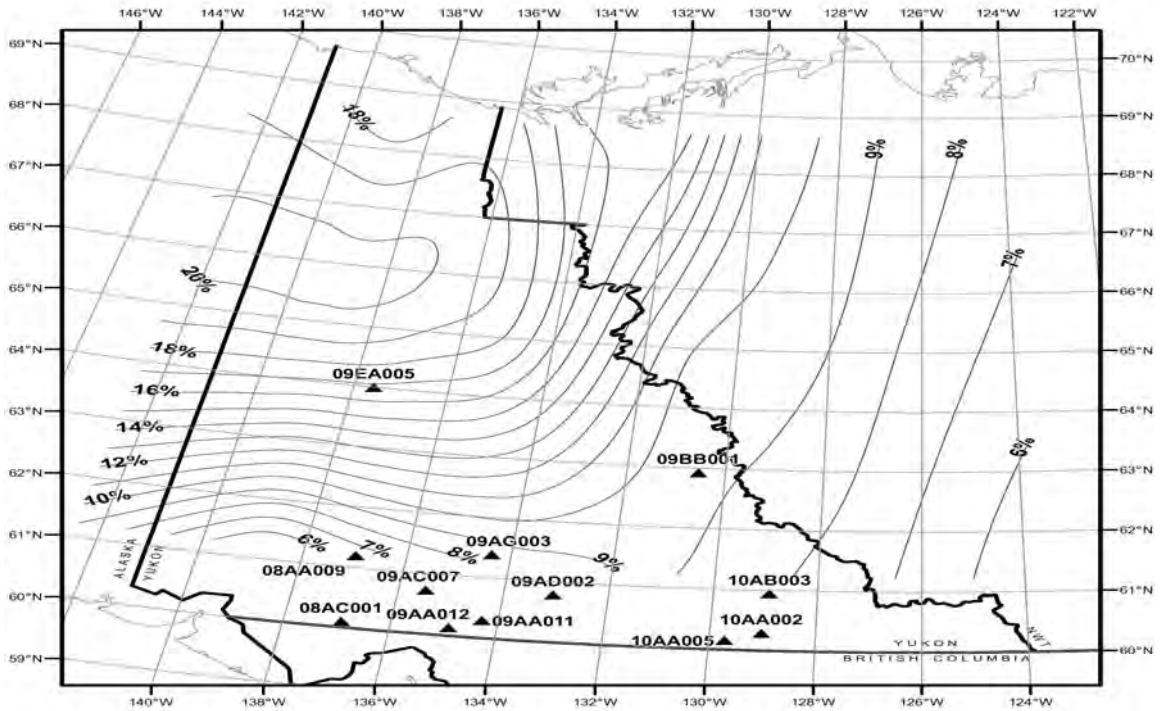 146°W 144°W 142°W 140°W 138°W 136°W 134°W 132°W 130°W 128°W 126°W 124°W 122°W
69°N 70°N
18%
68°N 69°N
9% 8%
67°N 68°N
66°N 67°N
7%
20%
65°N 66°N
64°N 18% 65°N
09EA005
16%
63°N 64°N
14%
62°N 12% 09BB001 6% 63°N
10%
61°N 62°N
ALASKA YUKON 6% 7% 8% 09AG003 9%
08AA009 09AC007 09AD002 10AB003
60°N 61°N
08AC001 09AA012 09AA011 10AA005 10AA002
YUKON NWT
59°N BRITISH COLUMBIA 60°N
140°W 138°W 136°W 134°W 132°W 130°W 128°W 126°W 124°W